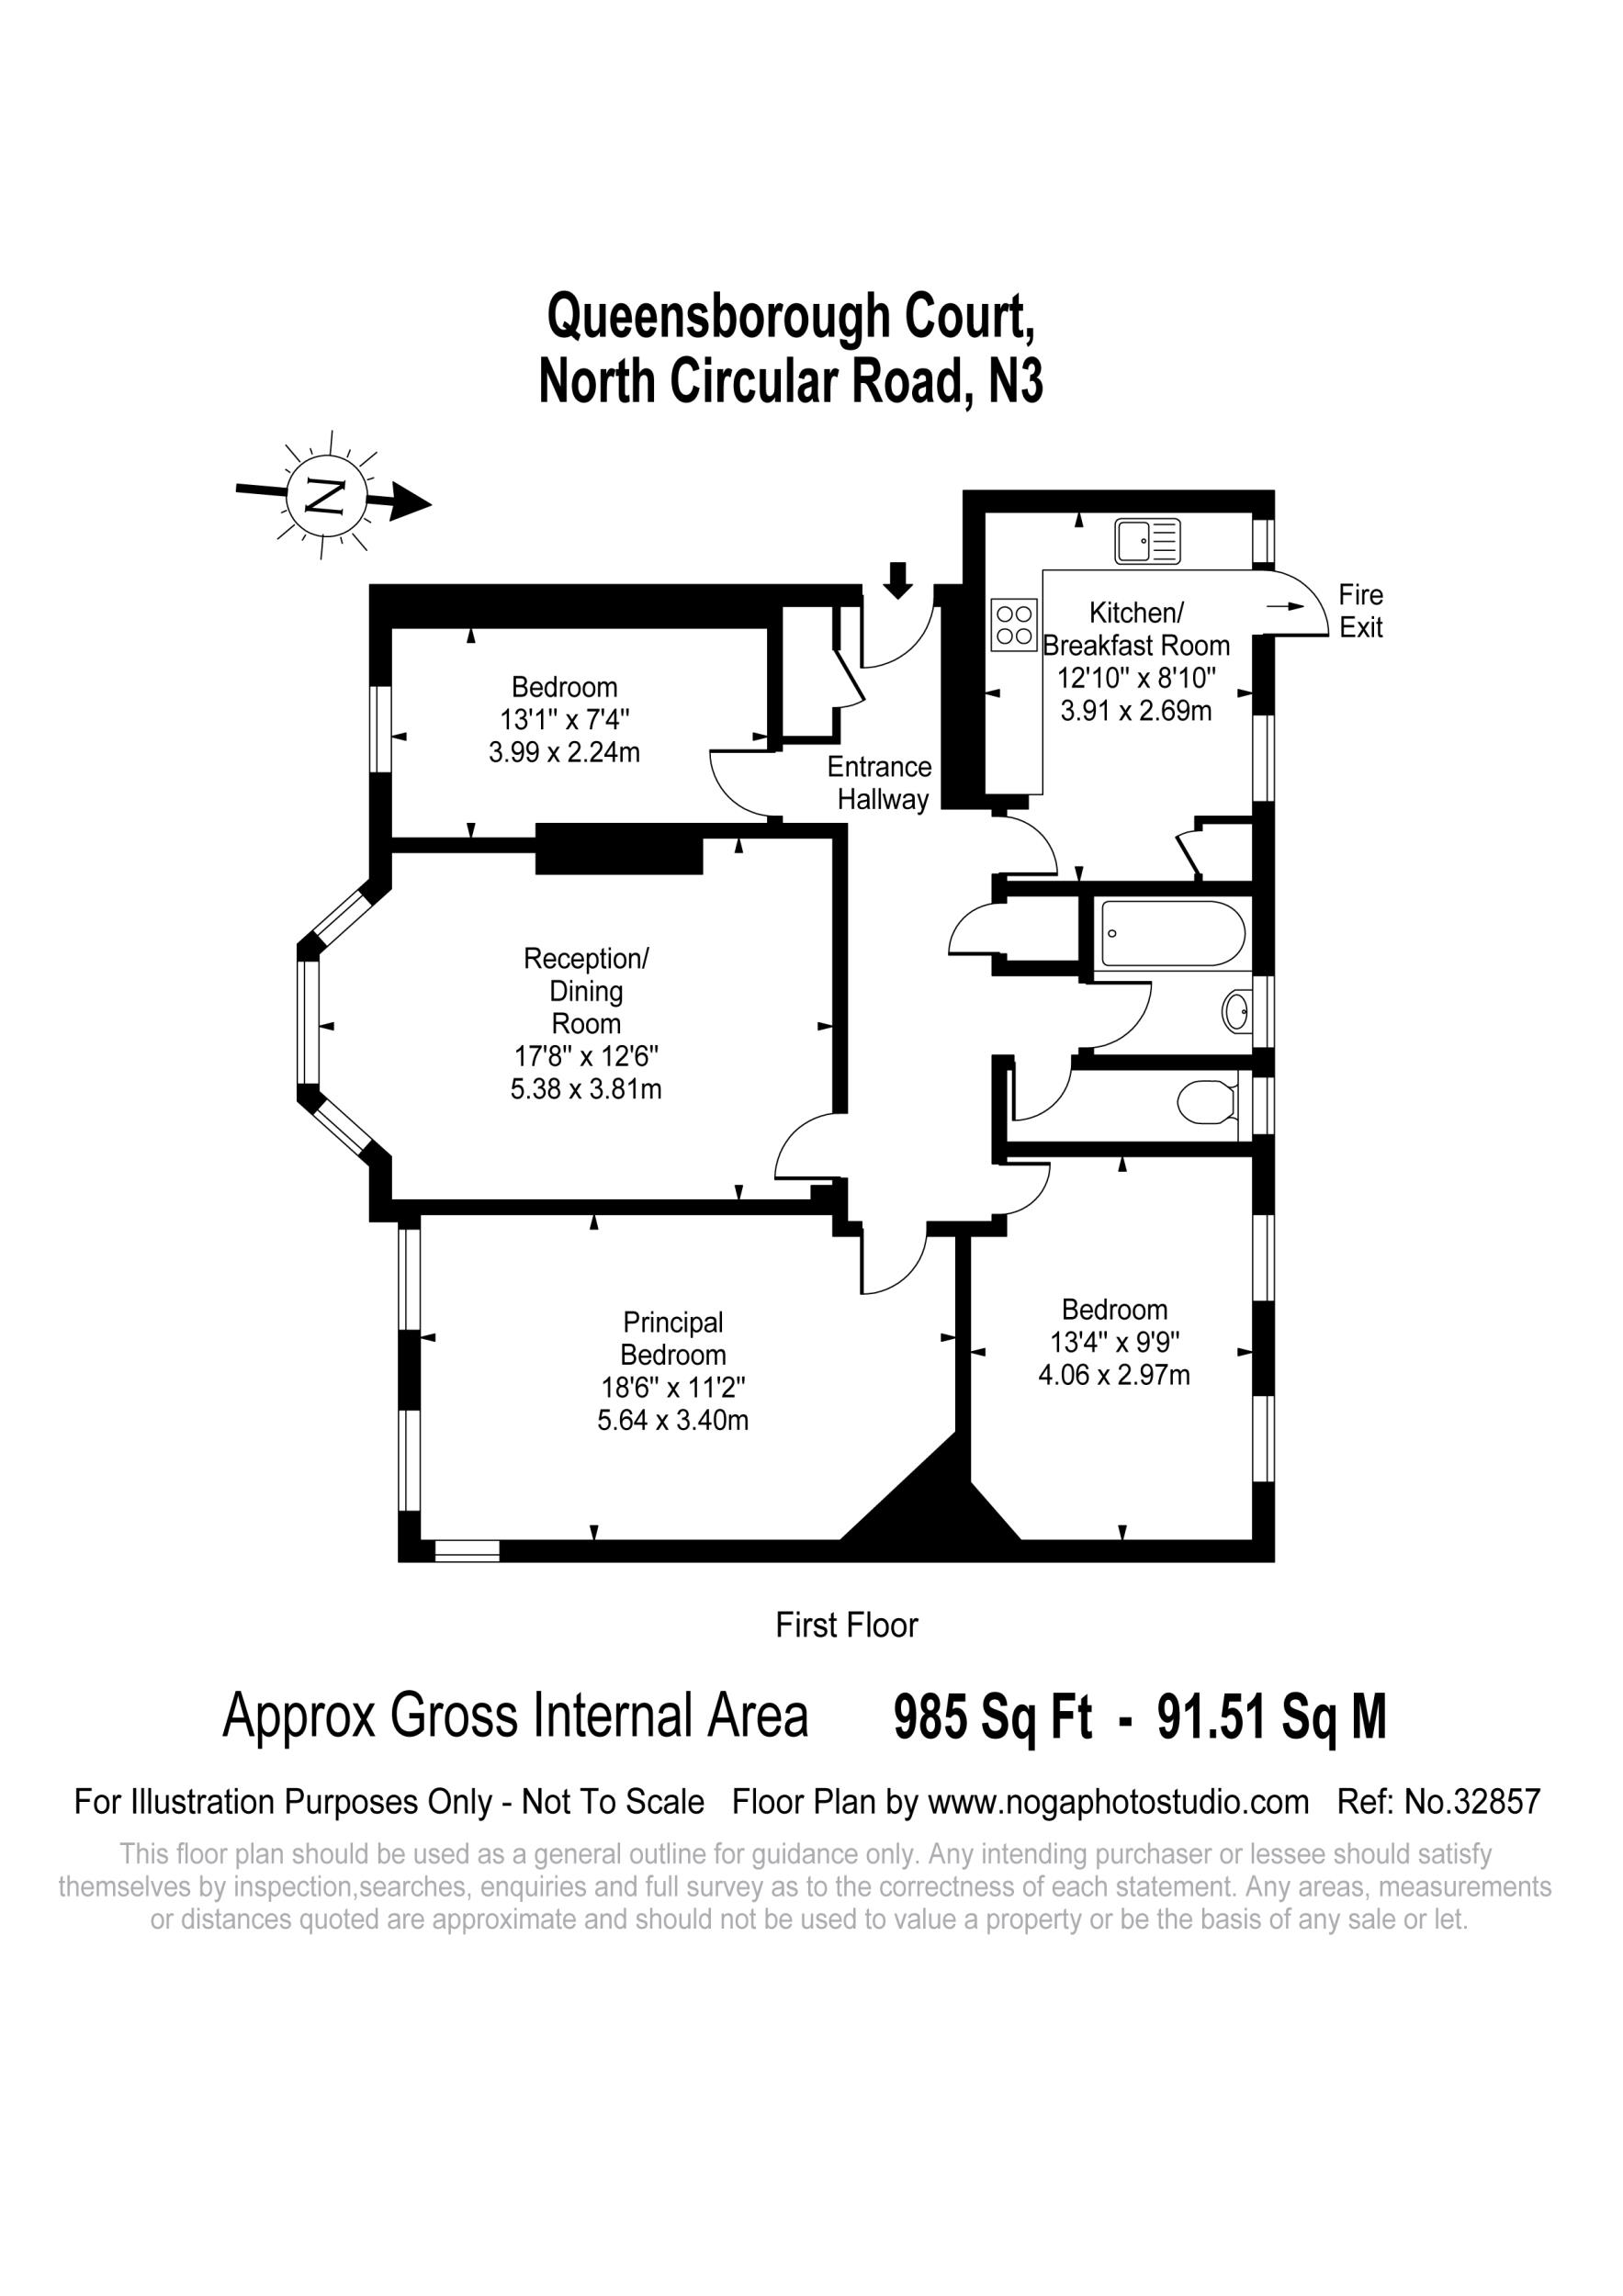 Queensborough Court,
North Circular Road, N3
N
Kitchen/
Breakfast Room
12'10" x 8'10"
3.91 x 2.69m
Fire
Exit
Bedroom
13'1" x 7'4"
3.99 x 2.24m
Entrance
Hallway
Reception/
Dining
Room
17'8" x 12'6"
5.38 x 3.81m
Principal
Bedroom
18'6" x 11'2"
5.64 x 3.40m
Bedroom
13'4" x 9'9"
4.06 x 2.97m
First Floor
Approx Gross Internal Area 985 Sq Ft - 91.51 Sq M
For Illustration Purposes Only - Not To Scale Floor Plan by www.nogaphotostudio.com Ref: No.32857
This floor plan should be used as a general outline for guidance only. Any intending purchaser or lessee should satisfy
themselves by inspection,searches, enquiries and full survey as to the correctness of each statement. Any areas, measurements
or distances quoted are approximate and should not be used to value a property or be the basis of any sale or let.